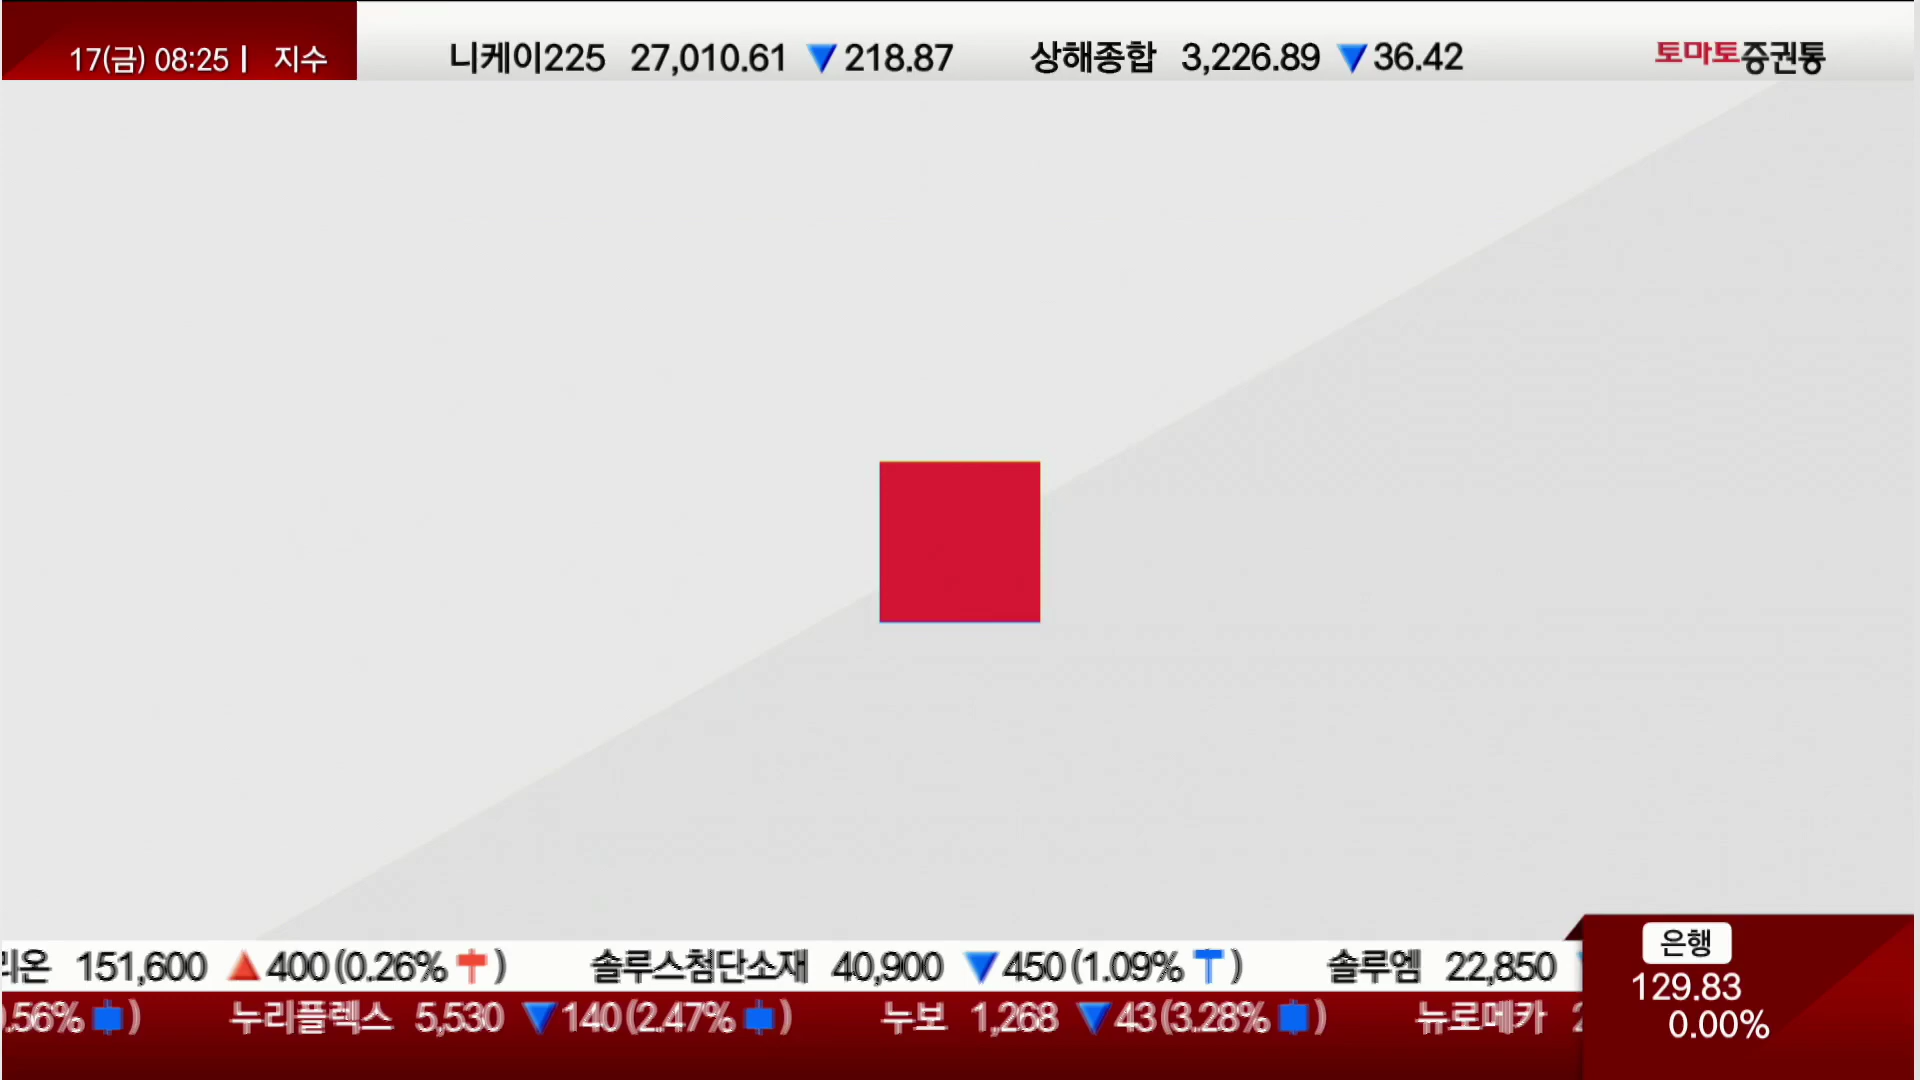 17(금) 08:25 | 지수 니케이225 27,010.61 ▼218.87 상해종합 3,226.89 ▼36.42 토마토증권통
리온 151,600 ▲400(0.26% ) 솔루스첨단소재 40,900 ▼450(1.09% ) 솔루엠 22,850
.56% ) 누리플렉스 5,530 ▼140(2.47% ) 누보 1,268 ▼43(3.28% ) 뉴로메카
은행
129.83
0.00%